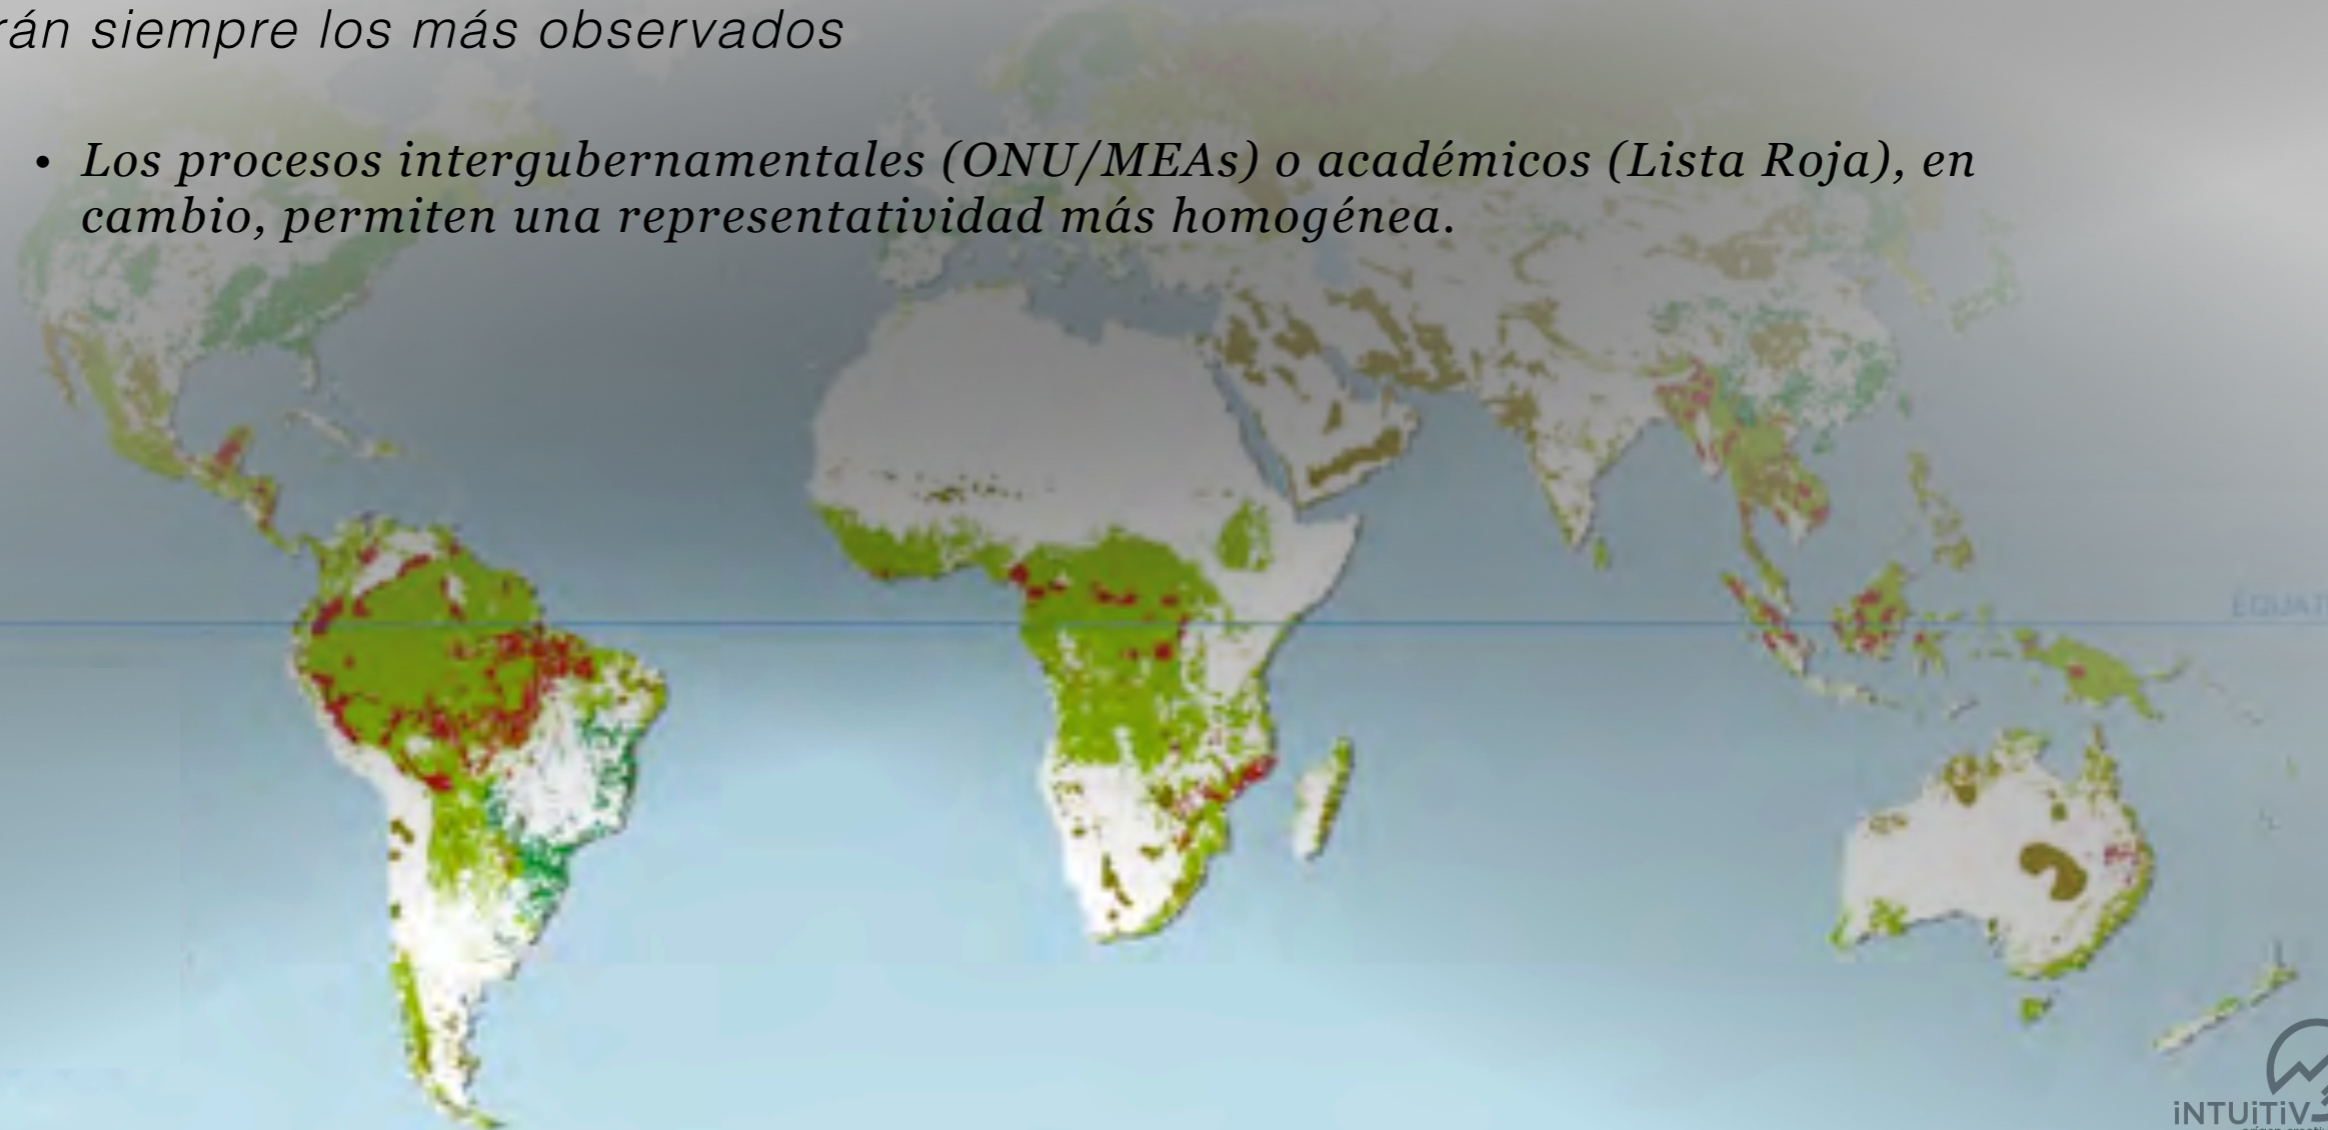 rán siempre los más observados
• Los procesos intergubernamentales (ONU/MEAs) o académicos (Lista Roja), en
cambio, permiten una representatividad más homogénea.
ÉQUAT
iNTUiTiV